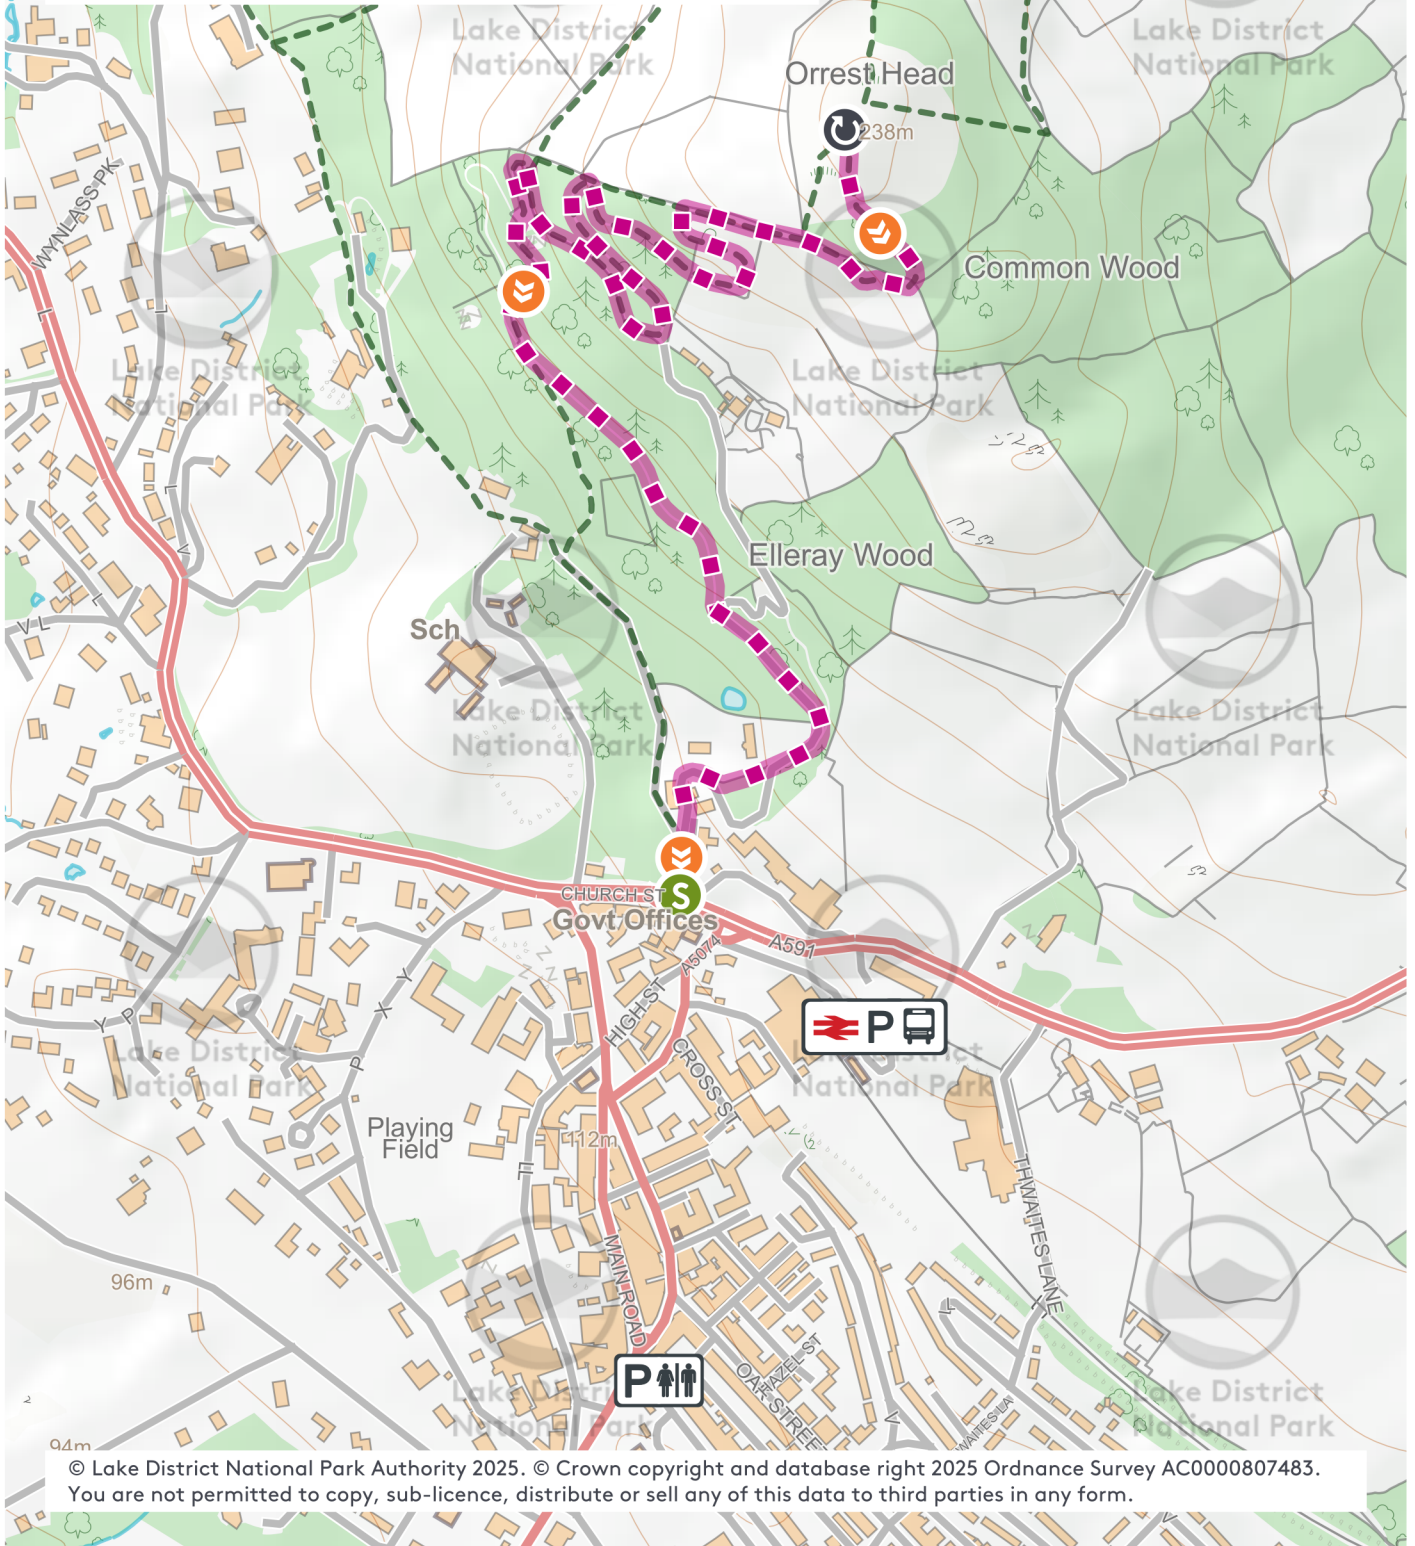 Lake District
National Park
Lake District
National Park
Orrest Head
238m
WYNLASS PK
Common Wood
L
L
Lake District
National Park
Lake District
National Park
L
V
Elleray Wood
L
V L
Sch
Lake District
National Park
Lake District
National Park
CHURCH ST
S
Govt Offices
A591
A5074
HIGH ST
Y
X
P
Y P
P
CROSS ST
Lake District
National Park
Lake District
National Park
Playing
Field
112m
LL
THWAITES LANE
MAIN ROAD
96m
HAZEL ST
OAK STREET
P
Lake District
National Park
Lake District
National Park
WAITES LA
V
94m
© Lake District National Park Authority 2025. © Crown copyright and database right 2025 Ordnance Survey AC0000807483.
You are not permitted to copy, sub-licence, distribute or sell any of this data to third parties in any form.